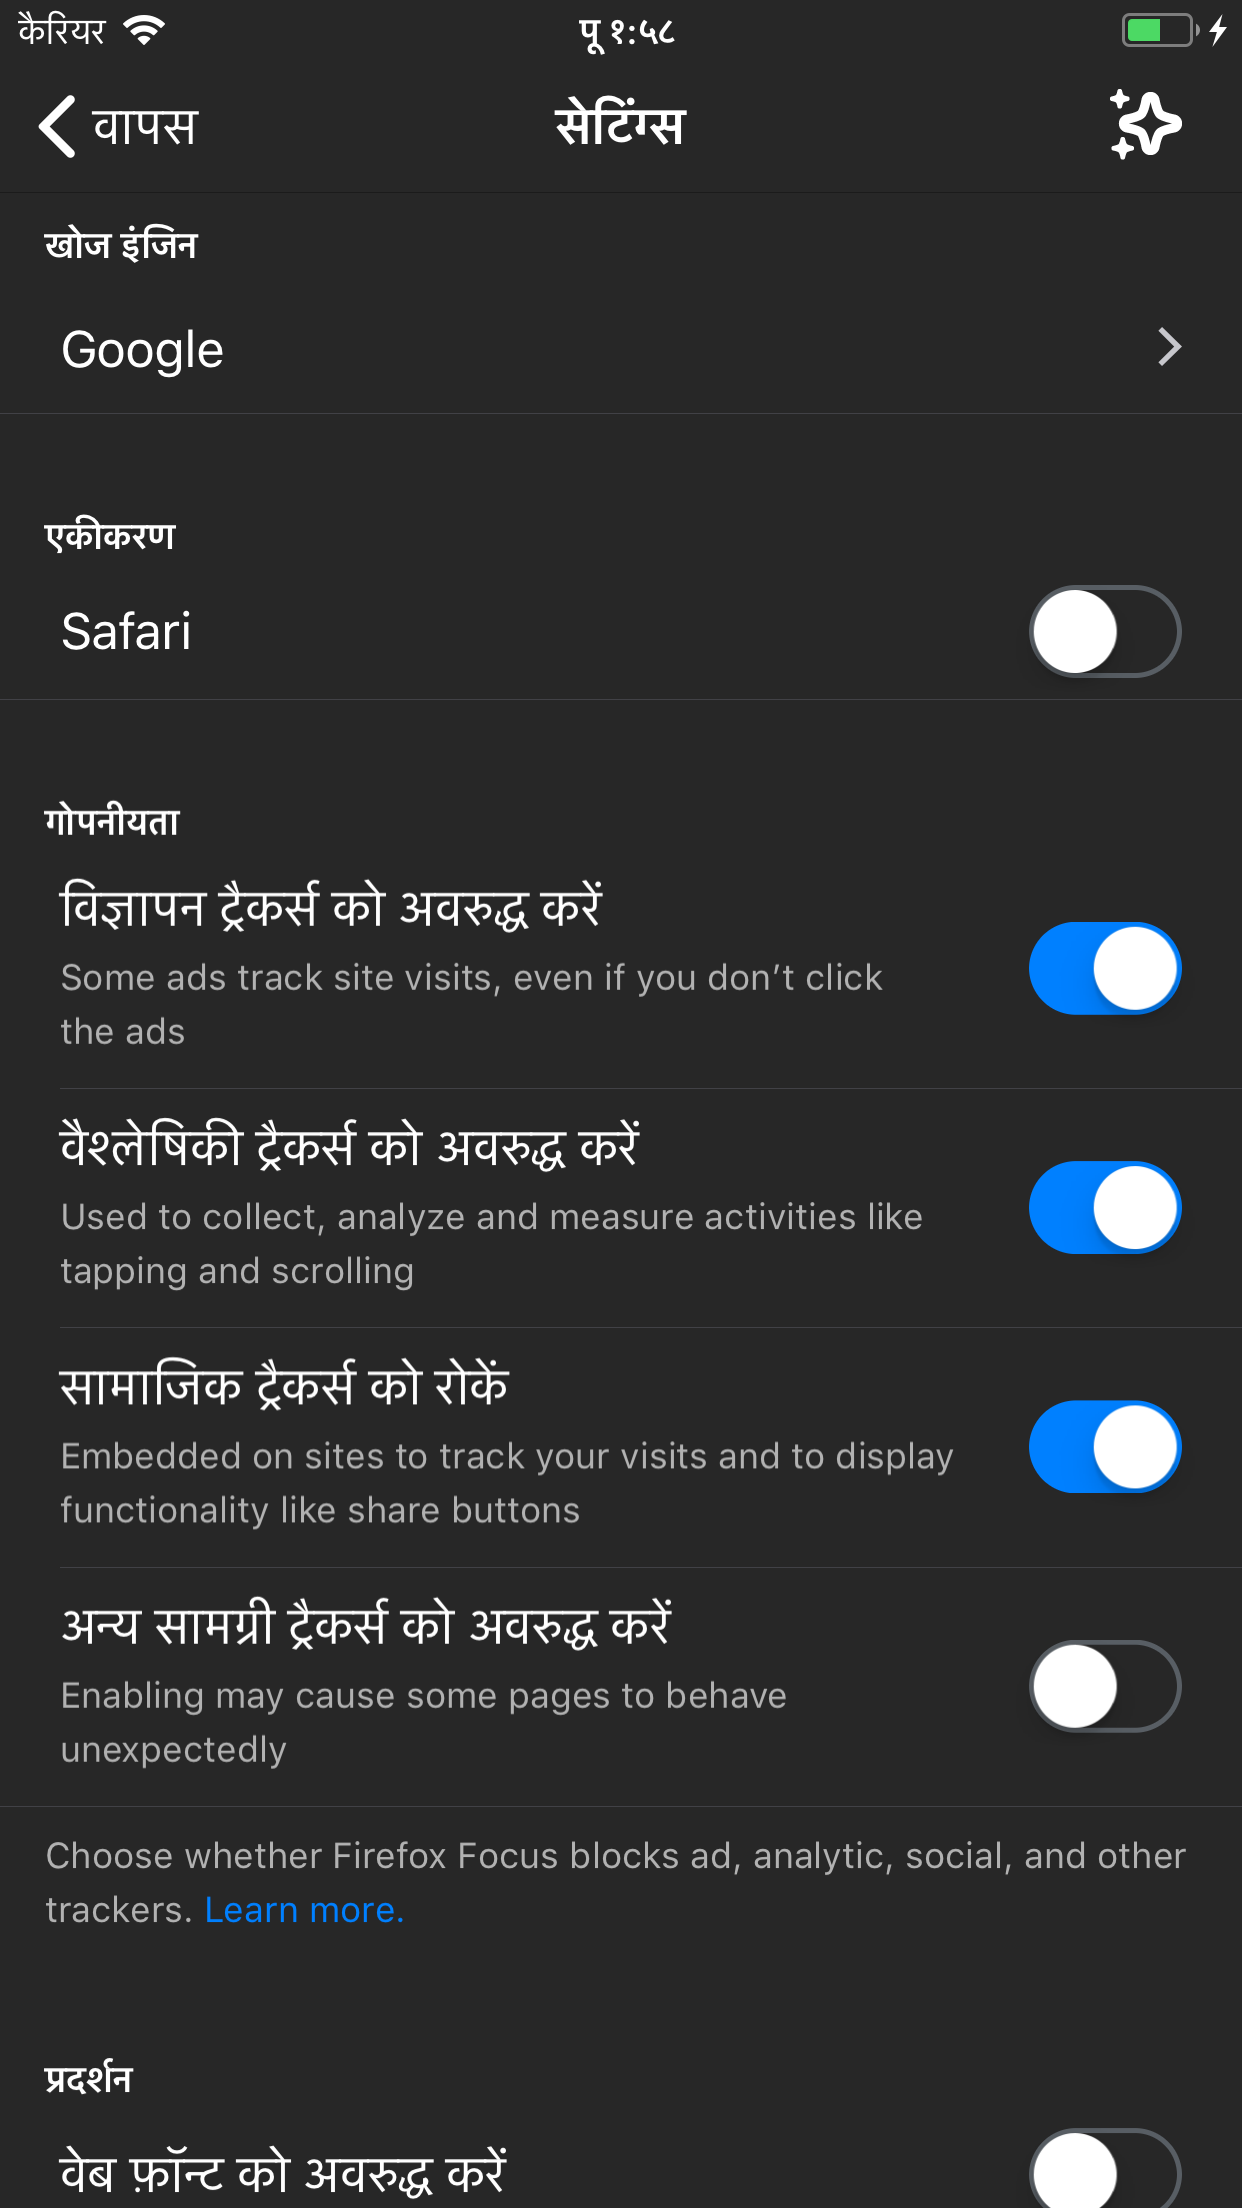 कैरियर
पू १:५८
वापस
सेटिंग्स
खोज इंजिन
Google
एकीकरण
Safari
गोपनीयता
विज्ञापन ट्रैकर्स को अवरुद्ध करें
Some ads track site visits, even if you don’t click
the ads
वैश्लेषिकी ट्रैकर्स को अवरुद्ध करें
Used to collect, analyze and measure activities like
tapping and scrolling
सामाजिक ट्रैकर्स को रोकें
Embedded on sites to track your visits and to display
functionality like share buttons
अन्य सामग्री ट्रैकर्स को अवरुद्ध करें
Enabling may cause some pages to behave
unexpectedly
Choose whether Firefox Focus blocks ad, analytic, social, and other
trackers. Learn more.
प्रदर्शन
वेब फ़ॉन्ट को अवरुद्ध करें